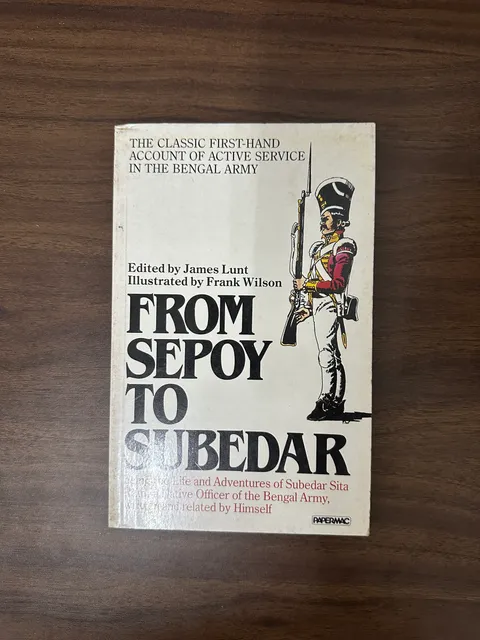 THE CLASSIC FIRST-HAND
ACCOUNT OF ACTIVE SERVICE
IN THE BENGAL ARMY
Edited by James Lunt
Illustrated by Frank Wilson
FROM
SEPOY
TO
SUBEDAR
Life and Adventures of Subedar Sita
Officer of the Bengal Army,
related by Himself
PAPERMAC